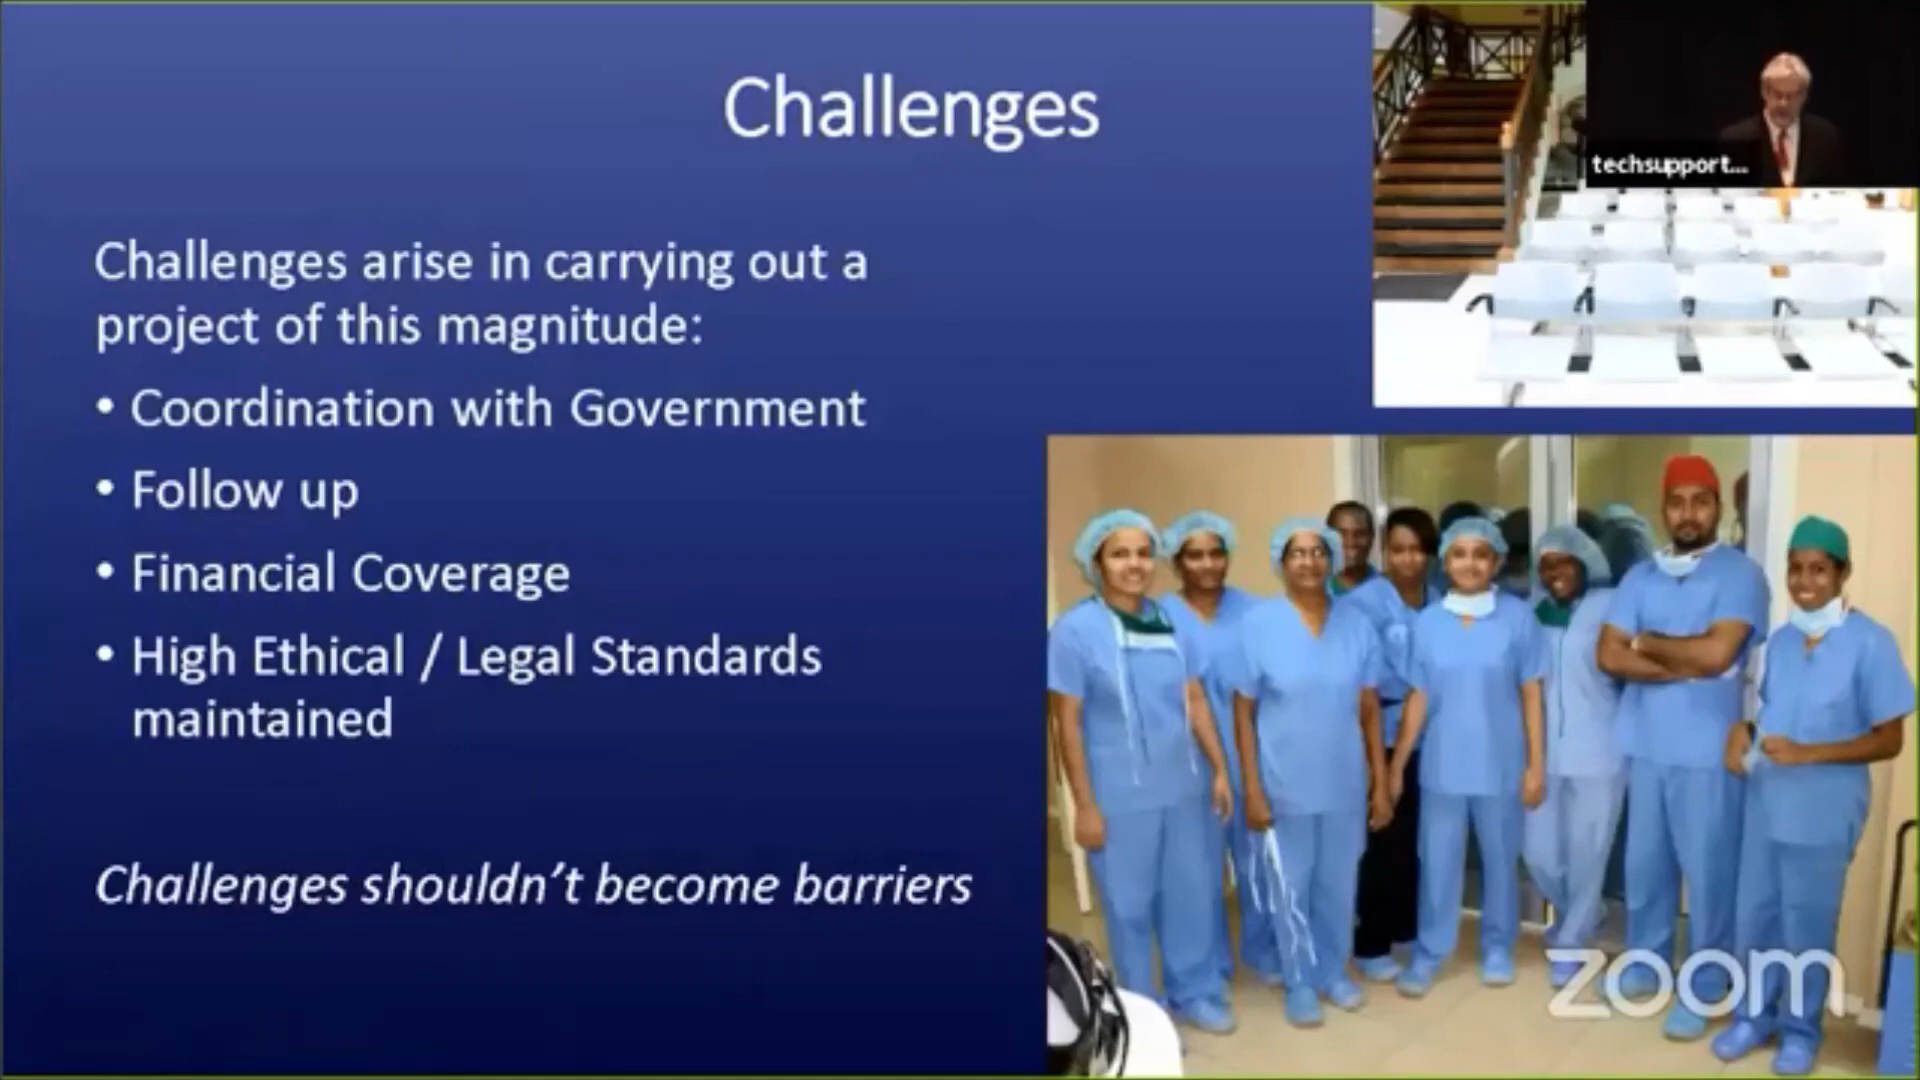 Challenges
techsupport...
Challenges arise in carrying out a
project of this magnitude:
• Coordination with Government
• Follow up
• Financial Coverage
• High Ethical / Legal Standards
maintained
Challenges shouldn't become barriers
zoom